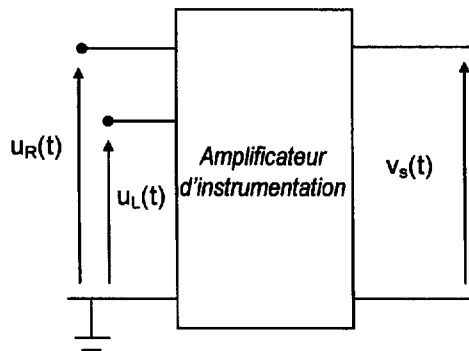 u_R(t)
u_L(t)
Amplificateur
d'instrumentation
v_s(t)